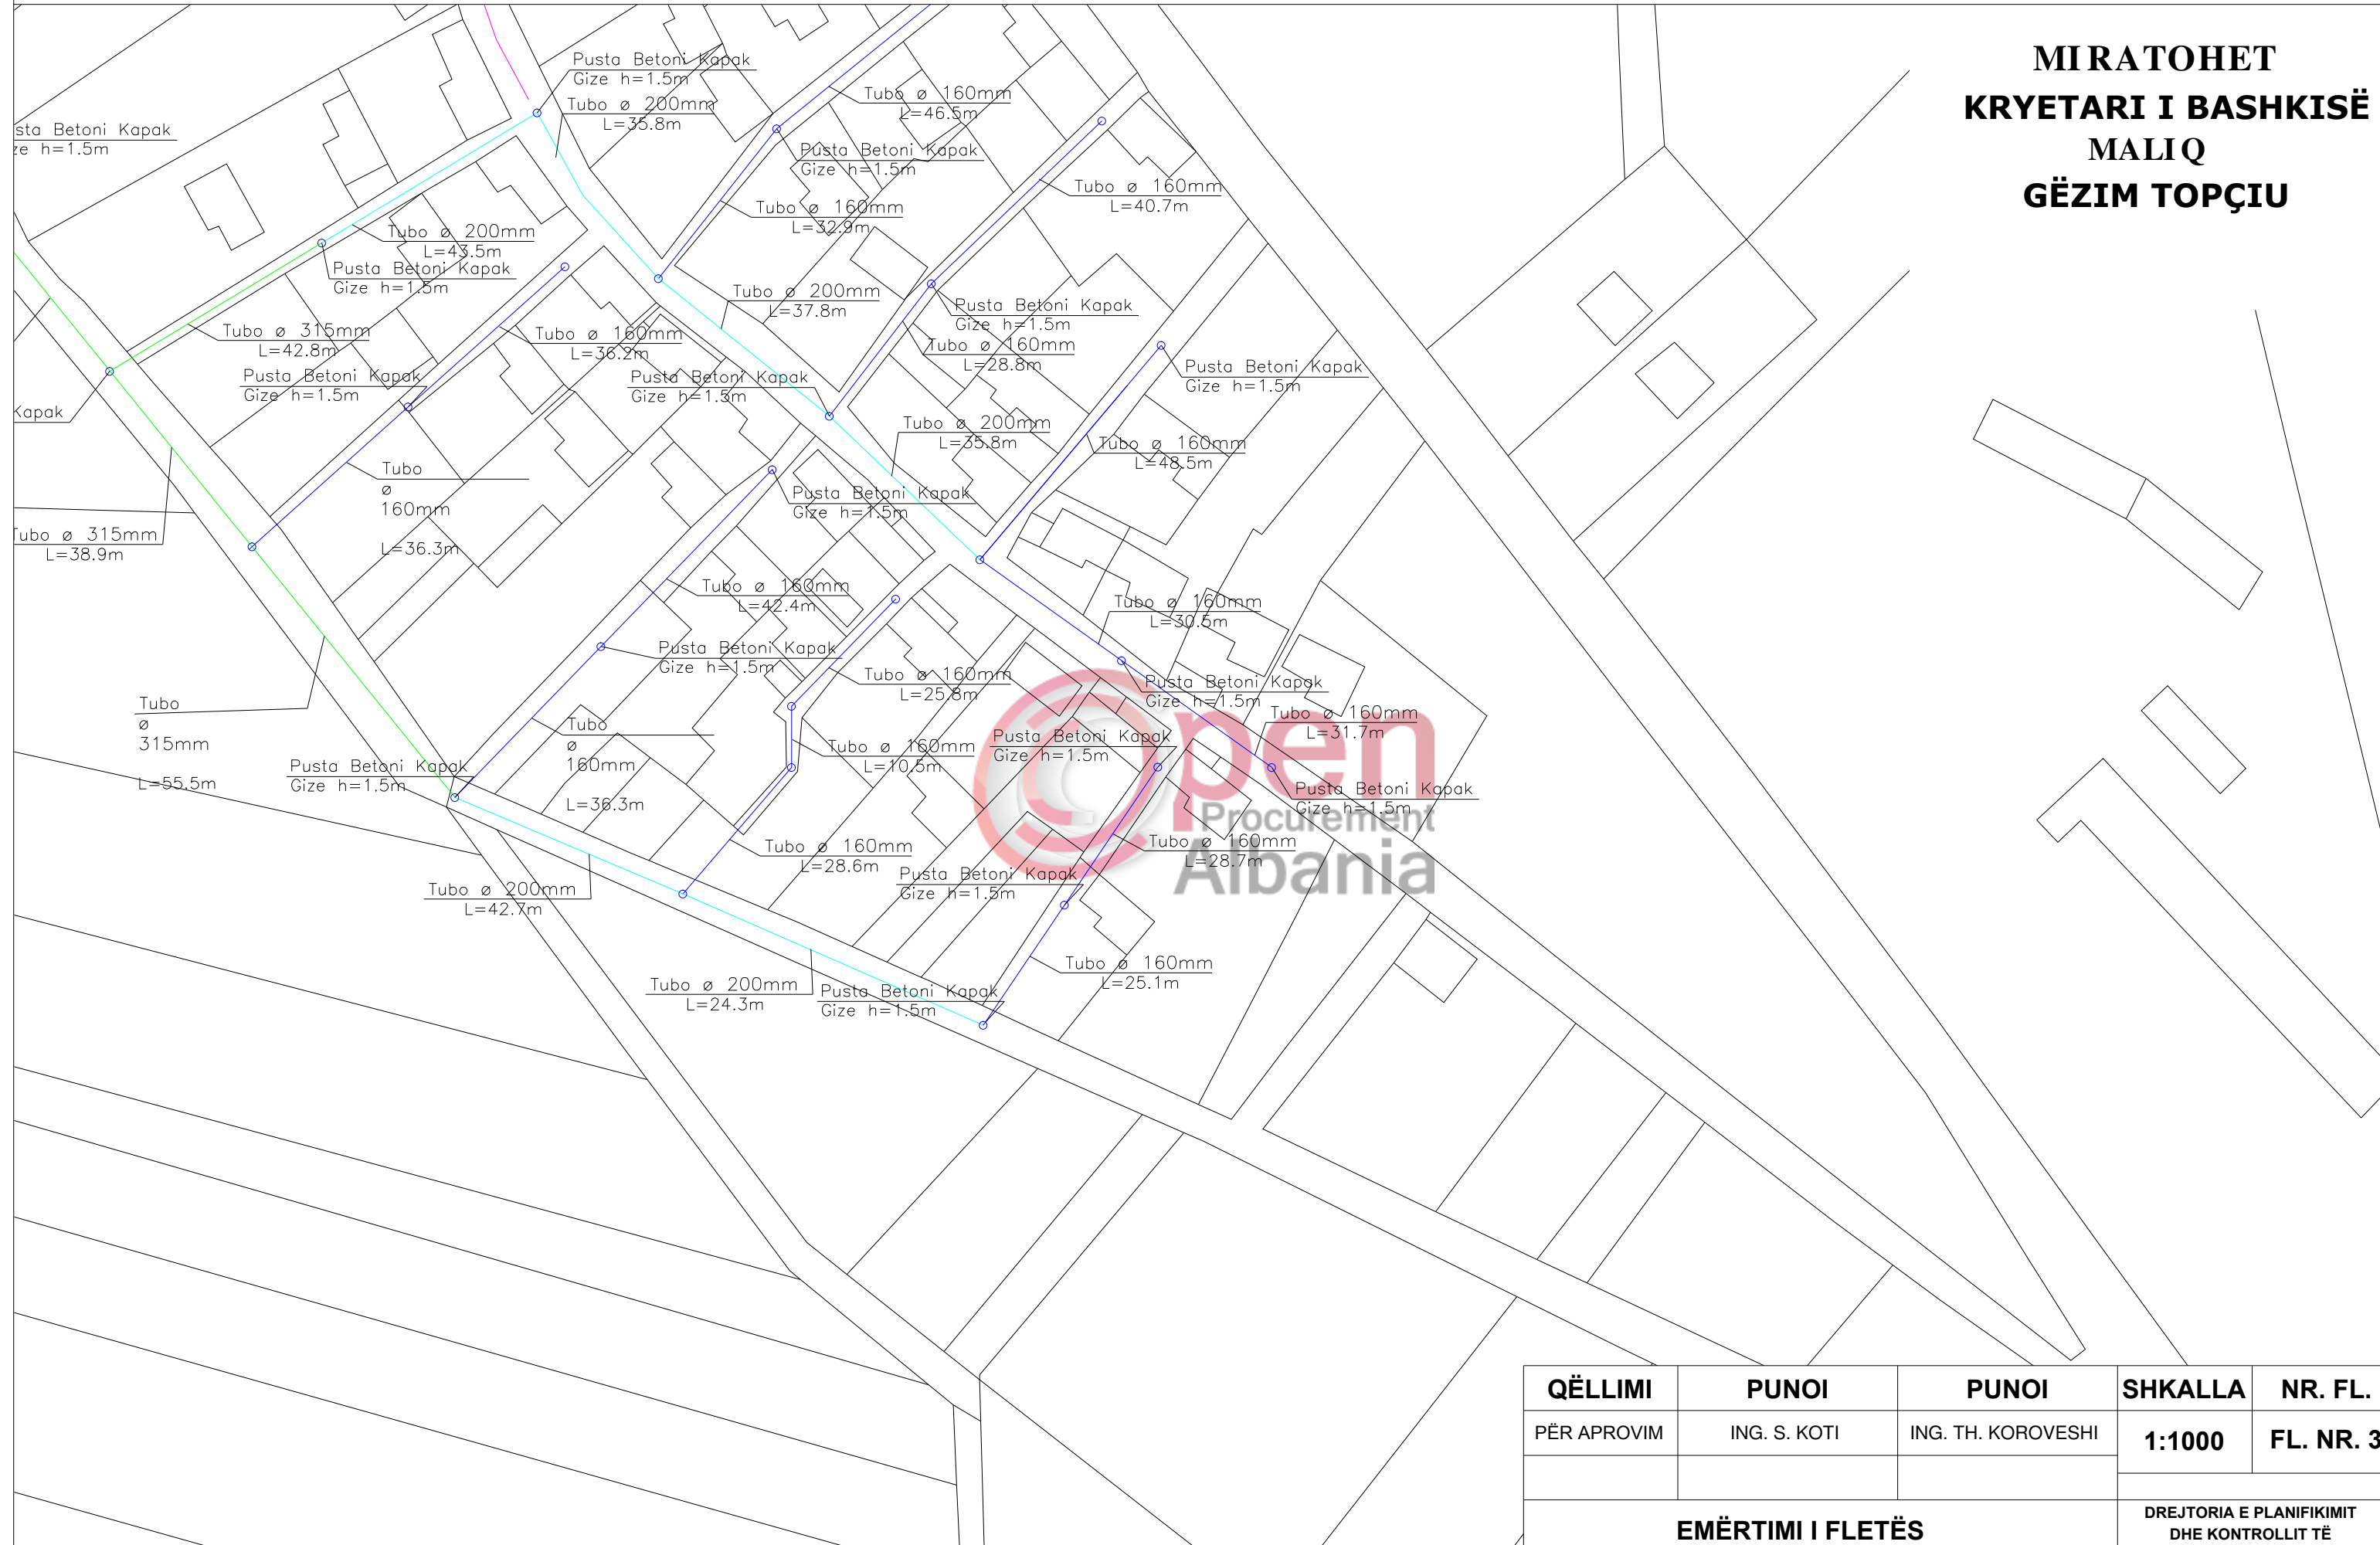 MIRATOHET
KRYETARI I BASHKISË
MALIQ
GËZIM TOPÇIU
Pusta Betoni Kapak
Gize h=1.5m
Tubo ø 200mm
L=35.8m
Tubo ø 160mm
L=46.5m
Betoni Kapak
h=1.5m
Pusta Betoni Kapak
Gize h=1.5m
Tubo ø 160mm
L=40.7m
Tubo ø 160mm
L=32.9m
Tubo ø 200mm
L=43.5m
Pusta Betoni Kapak
Gize h=1.5m
Tubo ø 200mm
L=37.8m
Pusta Betoni Kapak
Gize h=1.5m
Tubo ø 315mm
L=42.8m
Tubo ø 160mm
L=36.2m
Tubo ø 160mm
L=28.8m
Pusta Betoni Kapak
Gize h=1.5m
Pusta Betoni Kapak
Gize h=1.5m
Pusta Betoni Kapak
Gize h=1.5m
Kapak
Tubo ø 200mm
L=35.8m
Tubo ø 160mm
L=48.5m
Tubo
ø
160mm
L=36.3m
Pusta Betoni Kapak
Gize h=1.5m
Tubo ø 315mm
L=38.9m
Tubo ø 160mm
L=42.4m
Tubo ø 160mm
L=30.5m
Pusta Betoni Kapak
Gize h=1.5m
Tubo ø 160mm
L=25.8m
Pusta Betoni Kapak
Gize h=1.5m
Tubo
ø
315mm
L=55.5m
Tubo ø 160mm
L=31.7m
Tubo
ø
160mm
L=36.3m
Tubo ø 160mm
L=10.5m
Pusta Betoni Kapak
Gize h=1.5m
Pusta Betoni Kapak
Gize h=1.5m
Pusta Betoni Kapak
Gize h=1.5m
Open
Procurement
Albania
Tubo ø 160mm
L=28.6m
Tubo ø 160mm
L=28.7m
Pusta Betoni Kapak
Gize h=1.5m
Tubo ø 200mm
L=42.7m
Tubo ø 160mm
L=25.1m
Tubo ø 200mm
L=24.3m
Pusta Betoni Kapak
Gize h=1.5m
QËLLIMI PUNOI PUNOI SHKALLA NR. FL.
PËR APROVIM ING. S. KOTI ING. TH. KOROVESHI 1:1000 FL. NR. 3
EMËRTIMI I FLETËS
DREJTORIA E PLANIFIKIMIT
DHE KONTROLLIT TË